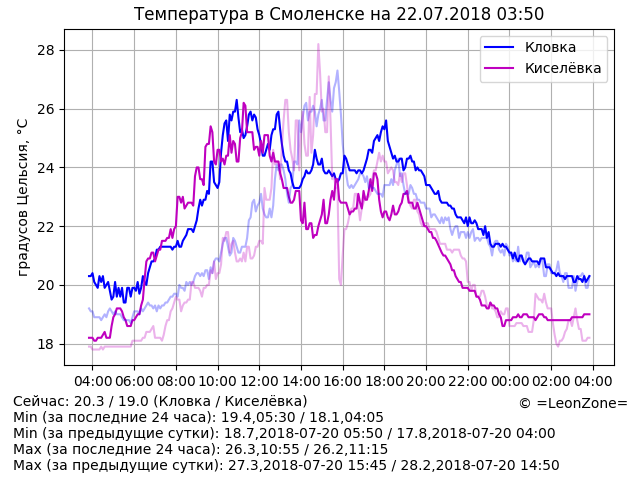 Температура в Смоленске на 22.07.2018 03:50
градусов Цельсия, °C
28
26
24
22
20
18
Кловка
Киселёвка
04:00 06:00 08:00 10:00 12:00 14:00 16:00 18:00 20:00 22:00 00:00 02:00 04:00
Сейчас: 20.3 / 19.0 (Кловка / Киселёвка)
© =LeonZone=
Min (за последние 24 часа): 19.4,05:30 / 18.1,04:05
Min (за предыдущие сутки): 18.7,2018-07-20 05:50 / 17.8,2018-07-20 04:00
Max (за последние 24 часа): 26.3,10:55 / 26.2,11:15
Max (за предыдущие сутки): 27.3,2018-07-20 15:45 / 28.2,2018-07-20 14:50